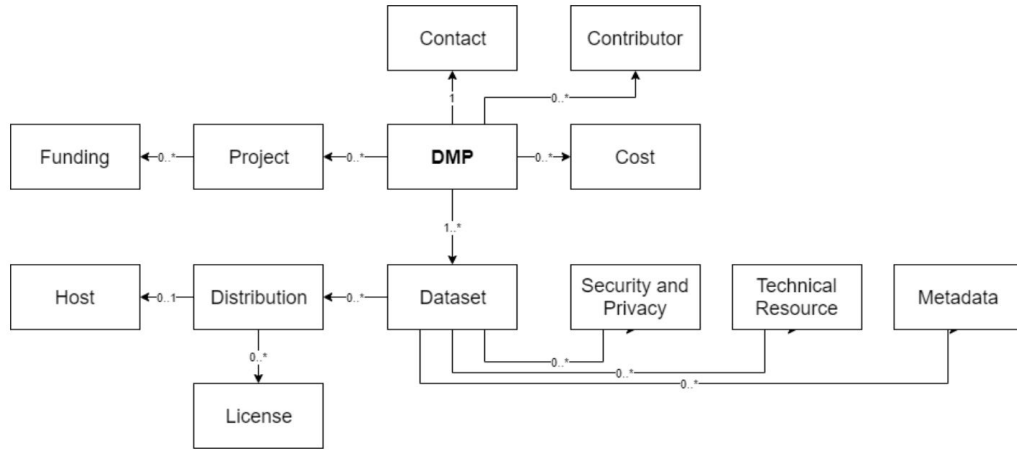 Contact
Contributor
1
0..*
Funding
0..*
Project
0..*
DMP
0..*
Cost
1..*
Host
0..1
Distribution
0..*
Dataset
Security and
Privacy
Technical
Resource
Metadata
0..*
0..*
0..*
0..*
License